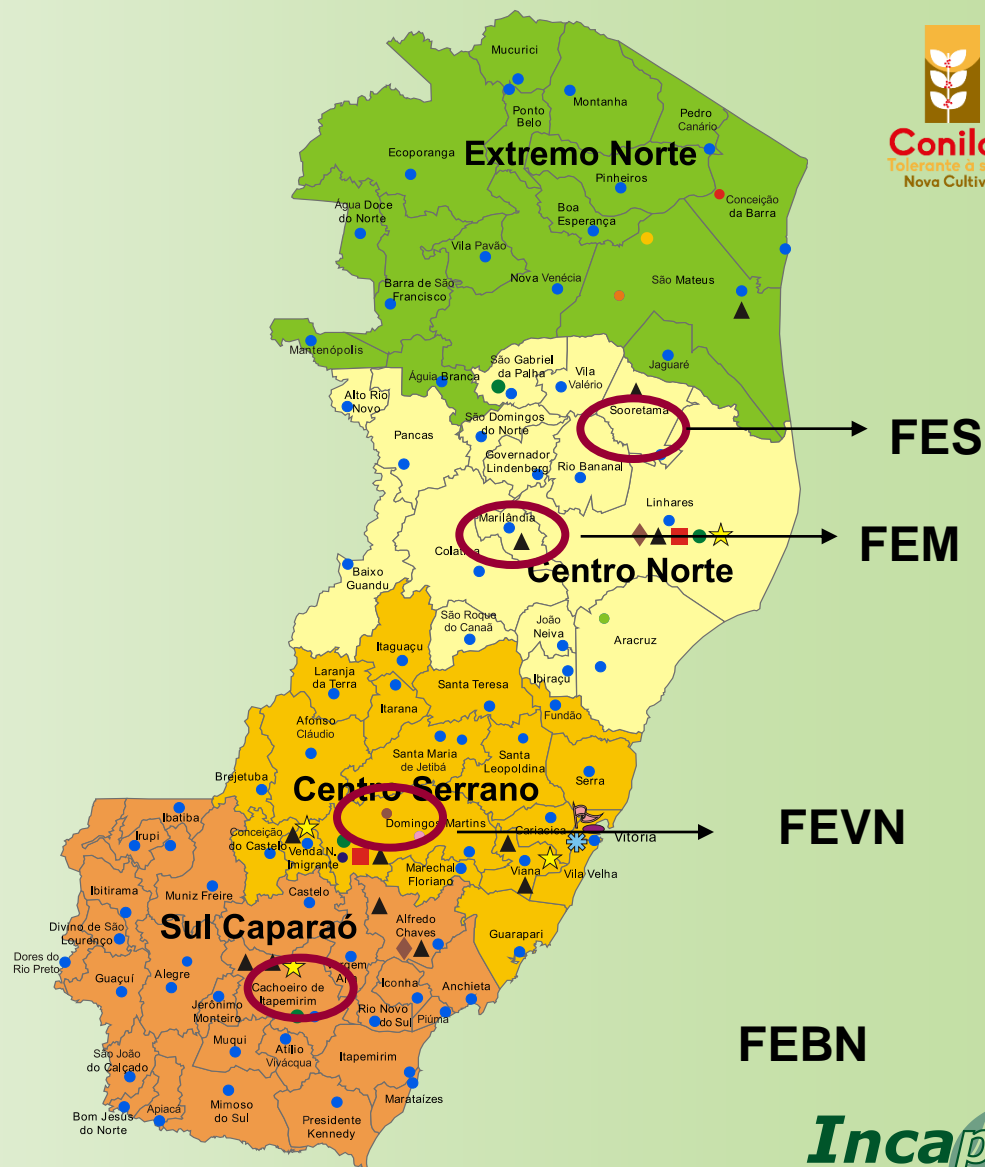 Mucurici
Montanha
Ponto
Belo
Pedro
Canário
Ecoporanga
Extremo Norte
Pinheiros
Conceição
da Barra
Água Doce
do Norte
Boa
Esperança
Vila Pavão
Nova Venécia
São Mateus
Barra de São
Francisco
Mantenópolis
Águia Branca
São Gabriel
da Palha
Vila
Valério
Jaguaré
Alto Rio
Novo
Sooretama
São Domingos
do Norte
Pancas
Governador
Lindenberg
Rio Bananal
FES
Linhares
Marilândia
Colatina
FEM
Centro Norte
Baixo
Guandu
São Roque
do Canaã
João
Neiva
Aracruz
Itaguaçu
Ibiraçu
Laranja
da Terra
Itarana
Santa Teresa
Fundão
Afonso
Cláudio
Santa Maria
de Jetibá
Santa
Leopoldina
Serra
Brejetuba
Centro Serrano
Domingos Martins
Cariacica
Vitória
FEVN
Ibatiba
Irupi
Conceição
do Castelo
Venda N.
Imigrante
Marechal
Floriano
Viana
Vila Velha
Ibitirama
Muniz Freire
Castelo
Sul Caparaó
Alfredo
Chaves
Guarapari
Divino de São
Lourenço
Dores do
Rio Preto
Guaçuí
Alegre
Vargem
Alta
Cachoeiro de
Itapemirim
Iconha
Anchieta
Jerônimo
Monteiro
Rio Novo
do Sul
Piúma
Muqui
Atílio
Vivácqua
Itapemirim
São João
do Calçado
Marataízes
Bom Jesus
do Norte
Apiacá
Mimoso
do Sul
Presidente
Kennedy
FEBN
Conilo
Tolerante à s
Nova Cultiv
Incap